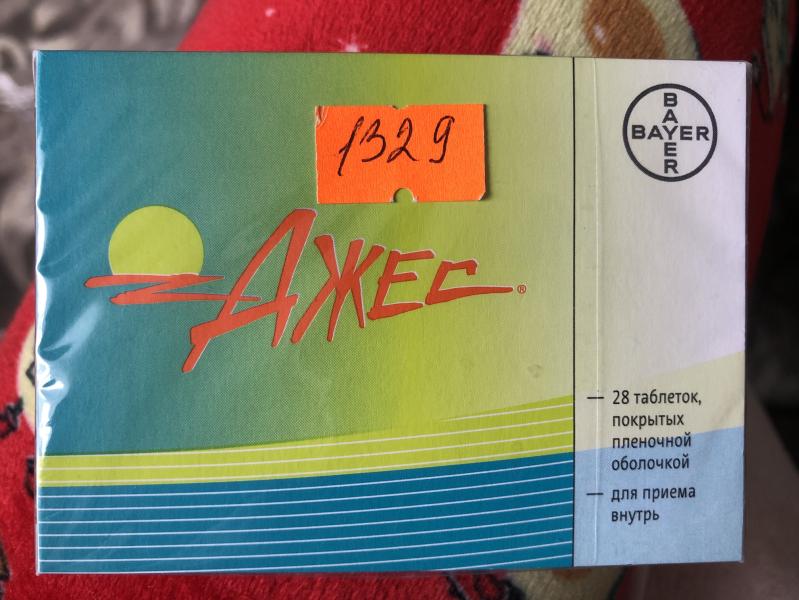 1329
BAYER
BAYER
Джес®
— 28 таблеток,
покрытых
пленочной
оболочкой
— для приема
внутрь